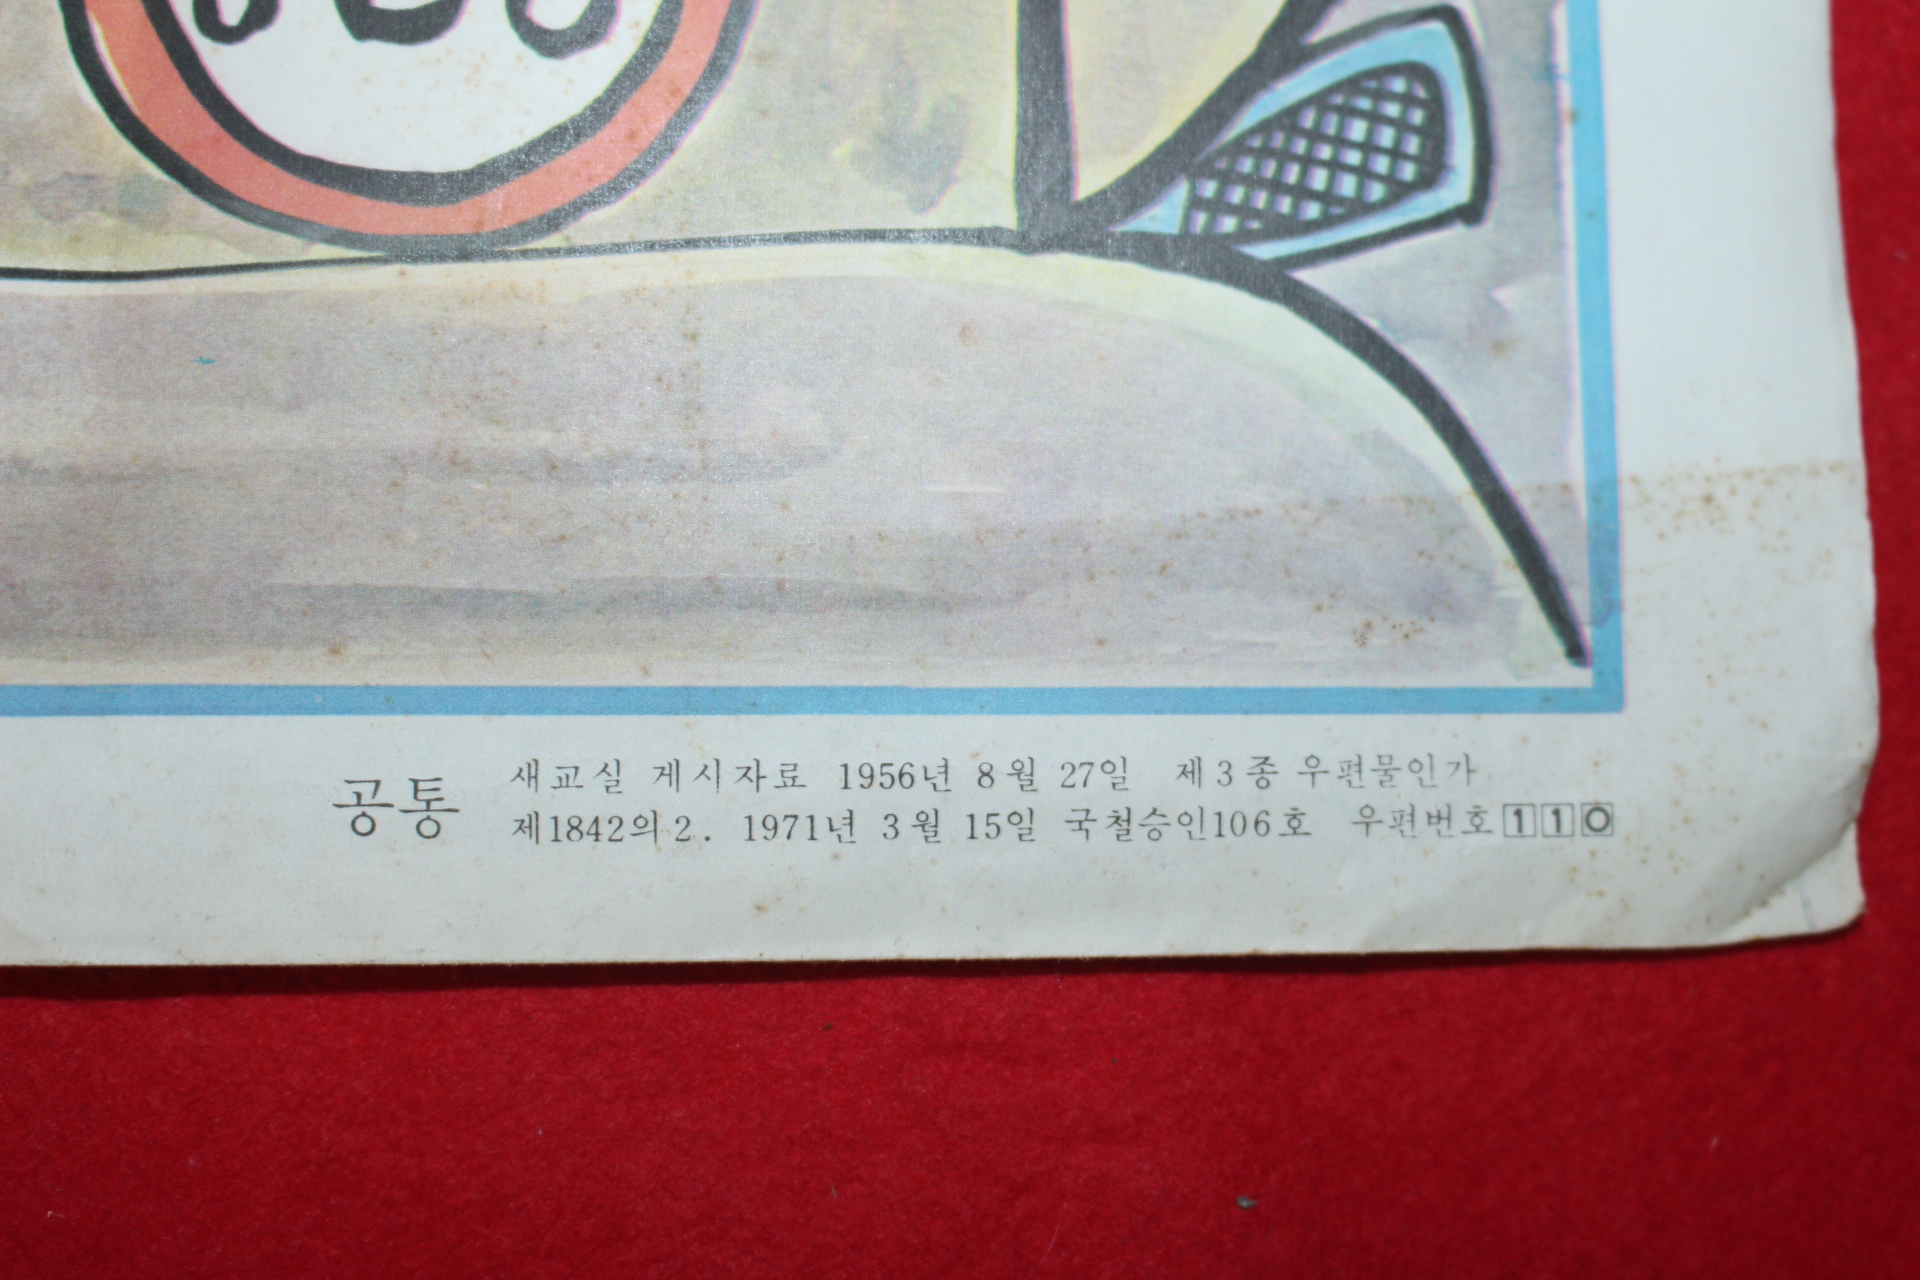 공통
새교실 게시자료 1956년 8월 27일 제3종 우편물인가
제1842의2. 1971년 3월 15일 국철승인106호 우편번호110